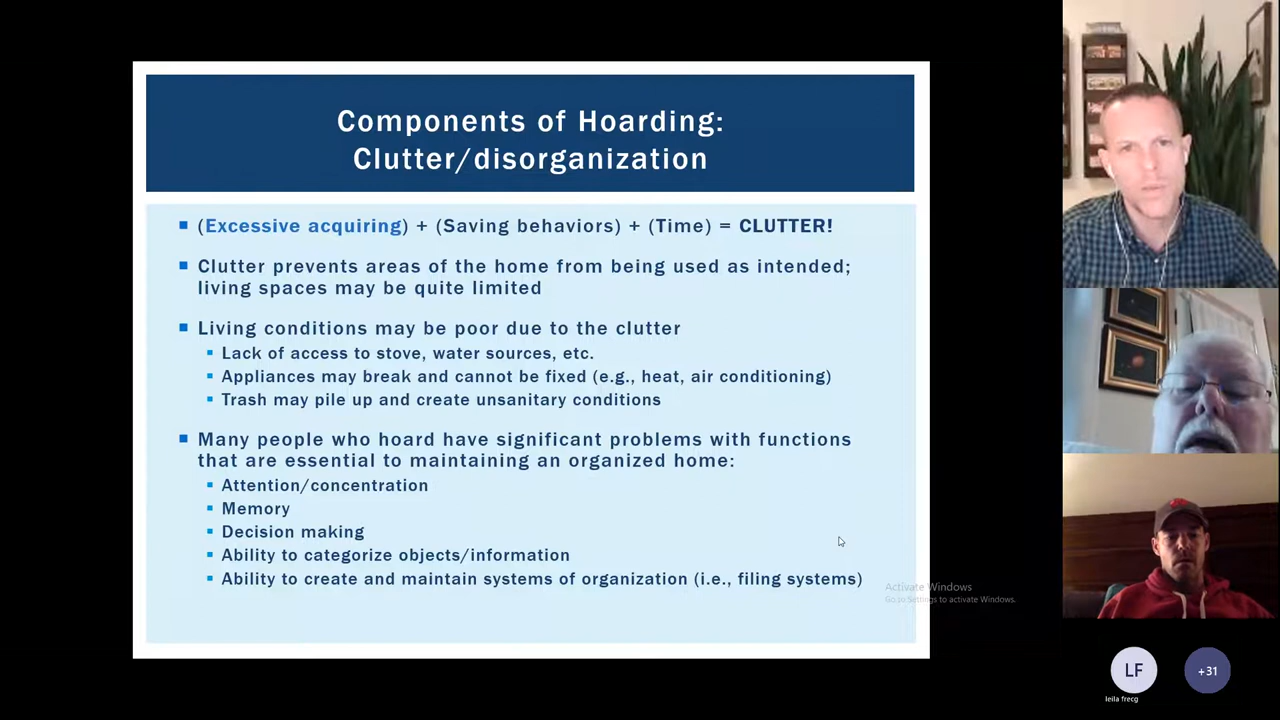 Components of Hoarding:
Clutter/disorganization
(Excessive acquiring) + (Saving behaviors) + (Time) = CLUTTER!
Clutter prevents areas of the home from being used as intended;
living spaces may be quite limited
Living conditions may be poor due to the clutter
Lack of access to stove, water sources, etc.
Appliances may break and cannot be fixed (e.g., heat, air conditioning)
Trash may pile up and create unsanitary conditions
Many people who hoard have significant problems with functions
that are essential to maintaining an organized home:
Attention/concentration
Memory
Decision making
Ability to categorize objects/information
Ability to create and maintain systems of organization (i.e., filing systems)
Activate Windows
Go to Settings to activate Windows.
LF
+31
leila frecg